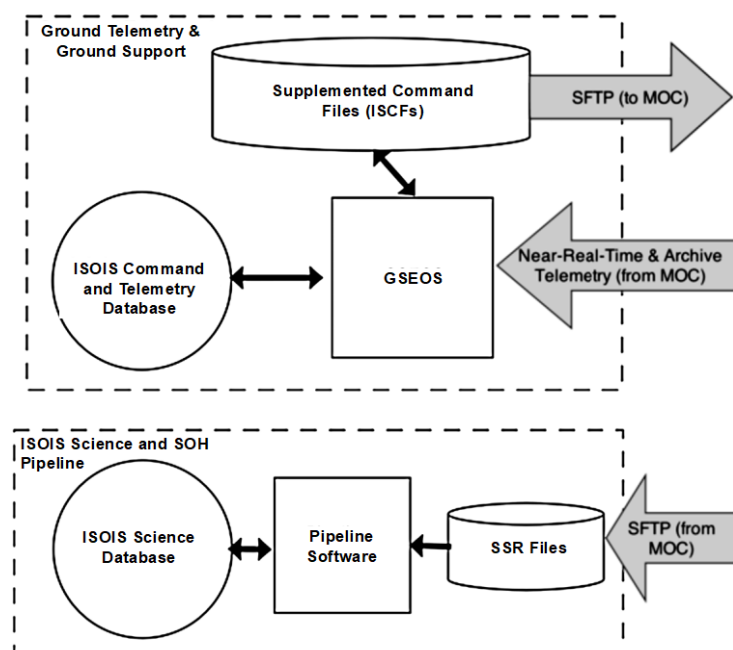 Ground Telemetry &
Ground Support
Supplemented Command
Files (ISCFs)
SFTP (to MOC)
ISOIS Command
and Telemetry
Database
GSEOS
Near-Real-Time & Archive
Telemetry (from MOC)
ISOIS Science and SOH
Pipeline
ISOIS Science
Database
Pipeline
Software
SSR Files
SFTP (from
MOC)